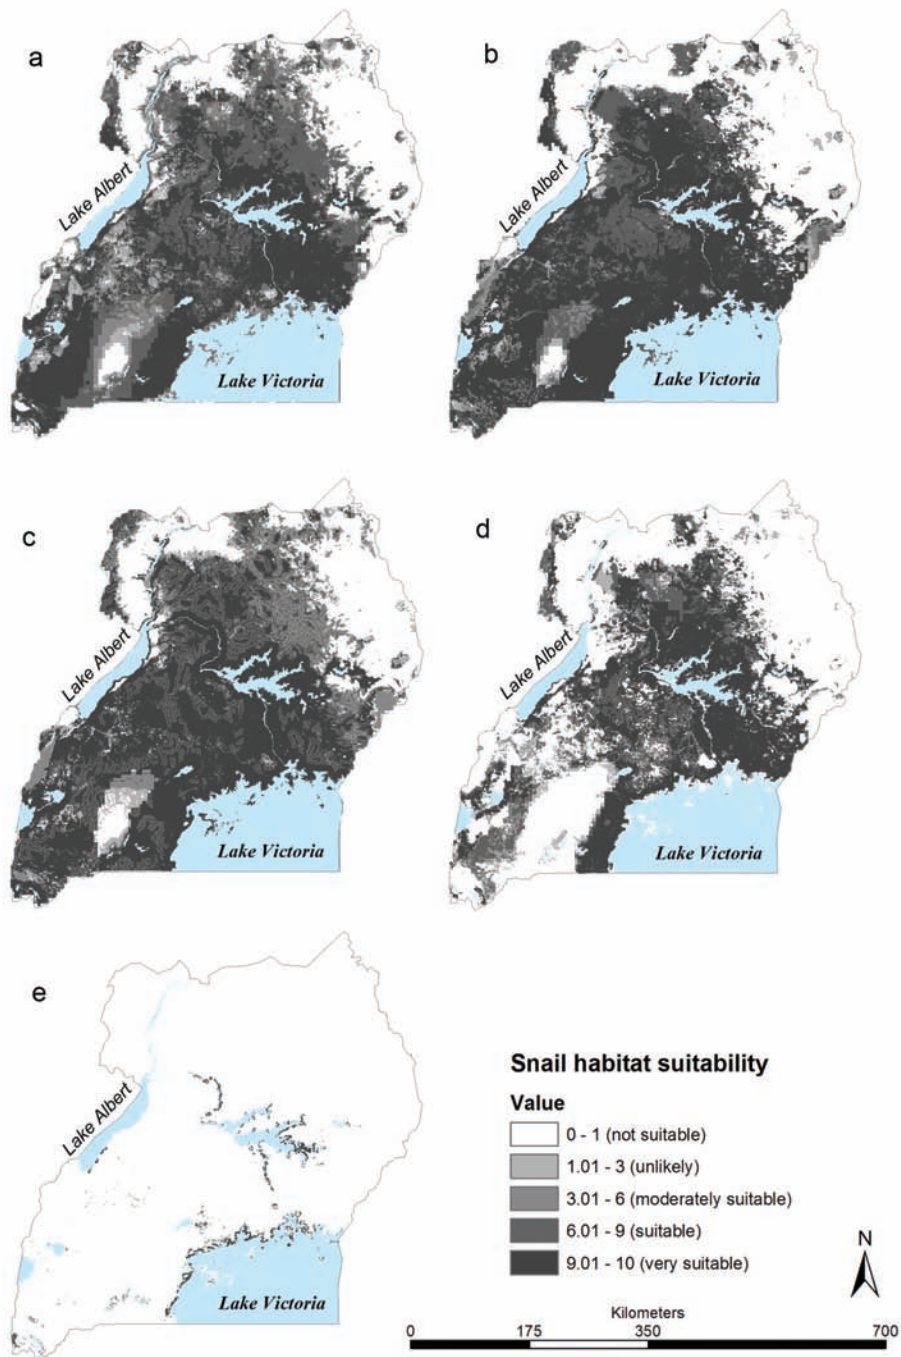 a
Lake Albert
Lake Victoria
b
Lake Albert
Lake Victoria
c
Lake Albert
Lake Victoria
d
Lake Albert
Lake Victoria
e
Lake Albert
Lake Victoria
Snail habitat suitability
Value
0 - 1 (not suitable)
1.01 - 3 (unlikely)
3.01 - 6 (moderately suitable)
6.01 - 9 (suitable)
9.01 - 10 (very suitable)
N
Kilometers
0 175 350 700